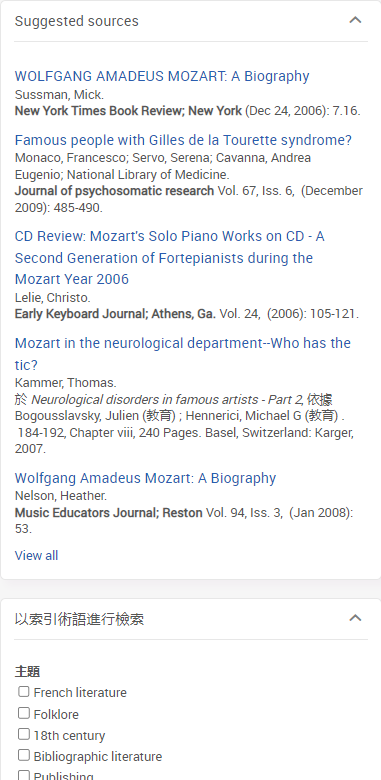 Suggested sources
WOLFGANG AMADEUS MOZART: A Biography
Sussman, Mick.
New York Times Book Review; New York (Dec 24, 2006): 7.16.
Famous people with Gilles de la Tourette syndrome?
Monaco, Francesco; Servo, Serena; Cavanna, Andrea
Eugenio; National Library of Medicine.
Journal of psychosomatic research Vol. 67, Iss. 6,  (December
2009): 485-490.
CD Review: Mozart's Solo Piano Works on CD - A
Second Generation of Fortepianists during the
Mozart Year 2006
Lelie, Christo.
Early Keyboard Journal; Athens, Ga. Vol. 24,  (2006): 105-121.
Mozart in the neurological department--Who has the
tic?
Kammer, Thomas.
於 Neurological disorders in famous artists - Part 2, 依據
Bogousslavsky, Julien (教育) ; Hennerici, Michael G (教育) .
184-192, Chapter viii, 240 Pages. Basel, Switzerland: Karger,
2007.
Wolfgang Amadeus Mozart: A Biography
Nelson, Heather.
Music Educators Journal; Reston Vol. 94, Iss. 3,  (Jan 2008):
53.
View all
以索引術語進行檢索
主題
French literature
Folklore
18th century
Bibliographic literature
Publishing